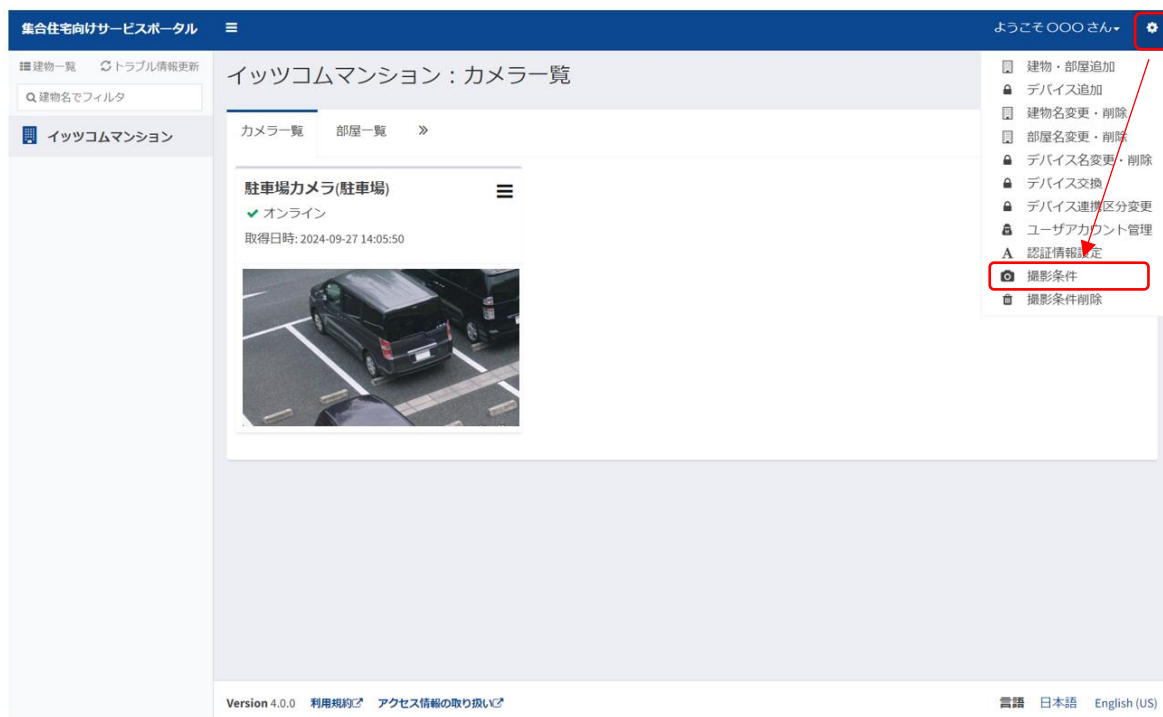 集合住宅向けサービスポータル
ようこそ〇〇〇 さん
建物一覧 トラブル情報更新
建物名でフィルタ
イッツコムマンション
イッツコムマンション：カメラ一覧
カメラ一覧 部屋一覧 »
駐車場カメラ(駐車場)
オンライン
取得日時: 2024-09-27 14:05:50
建物・部屋追加
デバイス追加
建物名変更・削除
部屋名変更・削除
デバイス名変更・削除
デバイス交換
デバイス連携区分変更
ユーザアカウント管理
認証情報設定
撮影条件
撮影条件削除
Version 4.0.0 利用規約 アクセス情報の取り扱い
言語 日本語 English (US)